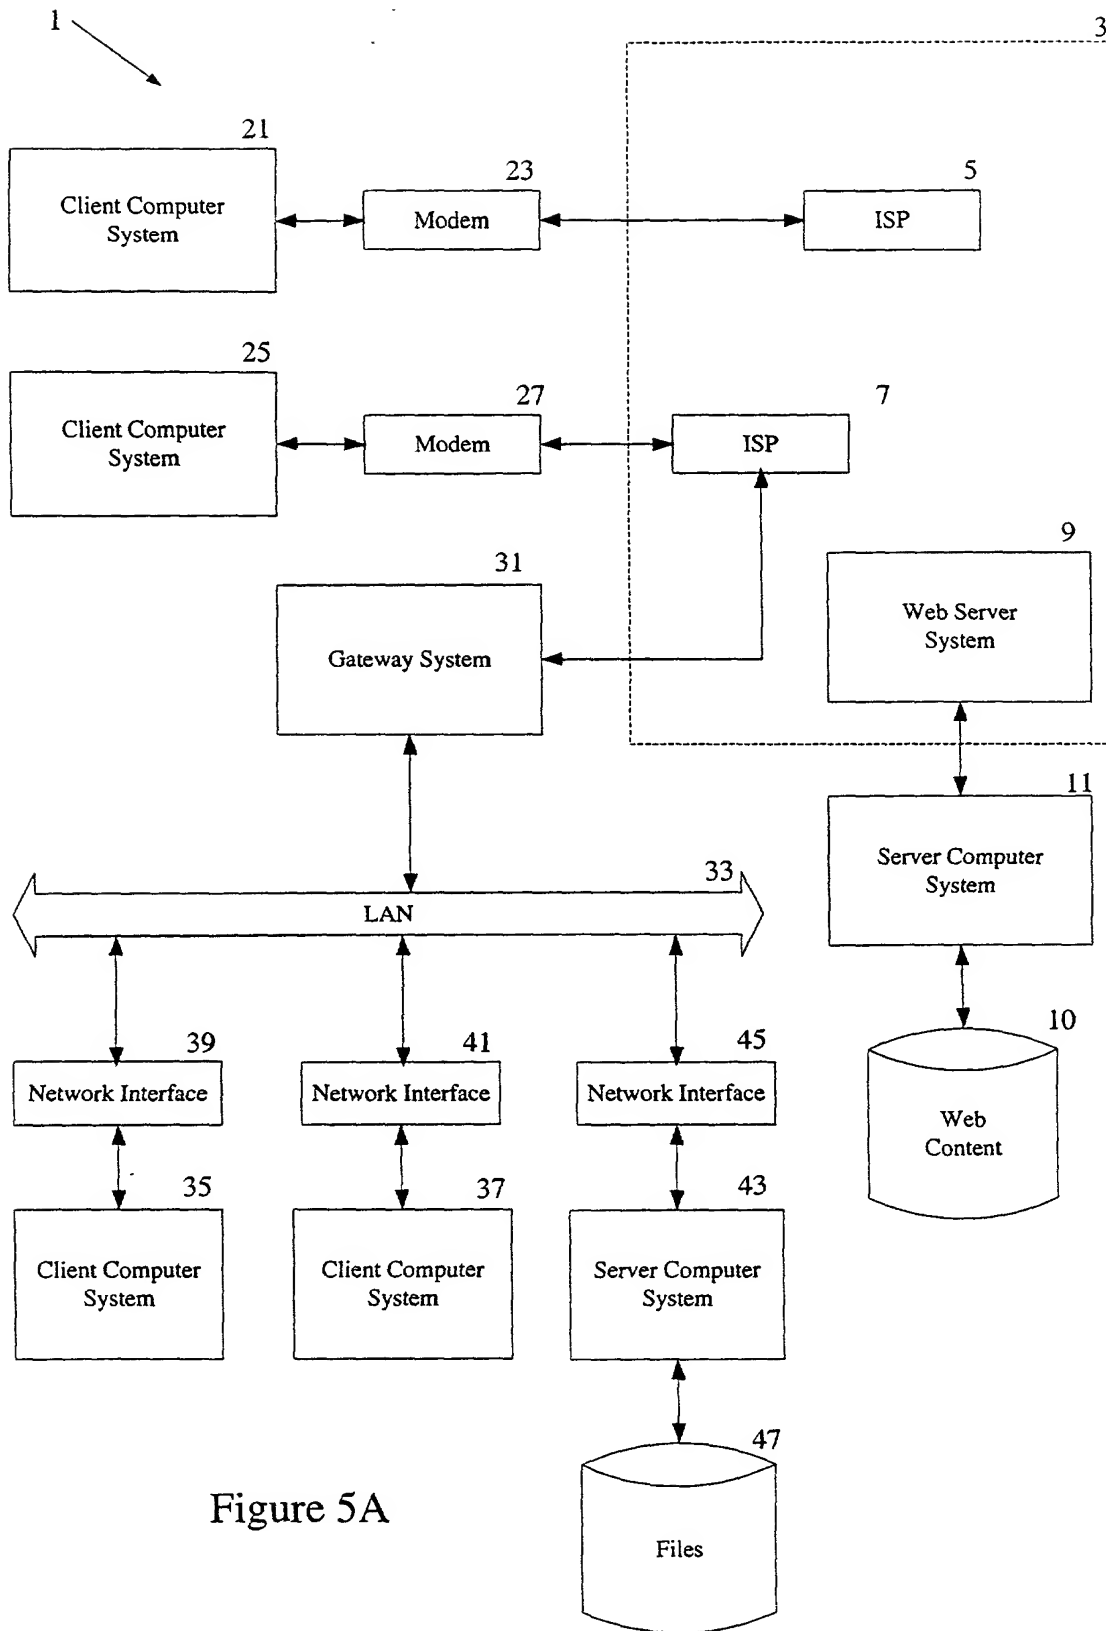 1
3
21
Client Computer
System
23
Modem
5
ISP
25
Client Computer
System
27
Modem
7
ISP
31
Gateway System
9
Web Server
System
11
Server Computer
System
33
LAN
10
Web
Content
39
Network Interface
41
Network Interface
45
Network Interface
35
Client Computer
System
37
Client Computer
System
43
Server Computer
System
47
Files
Figure 5A